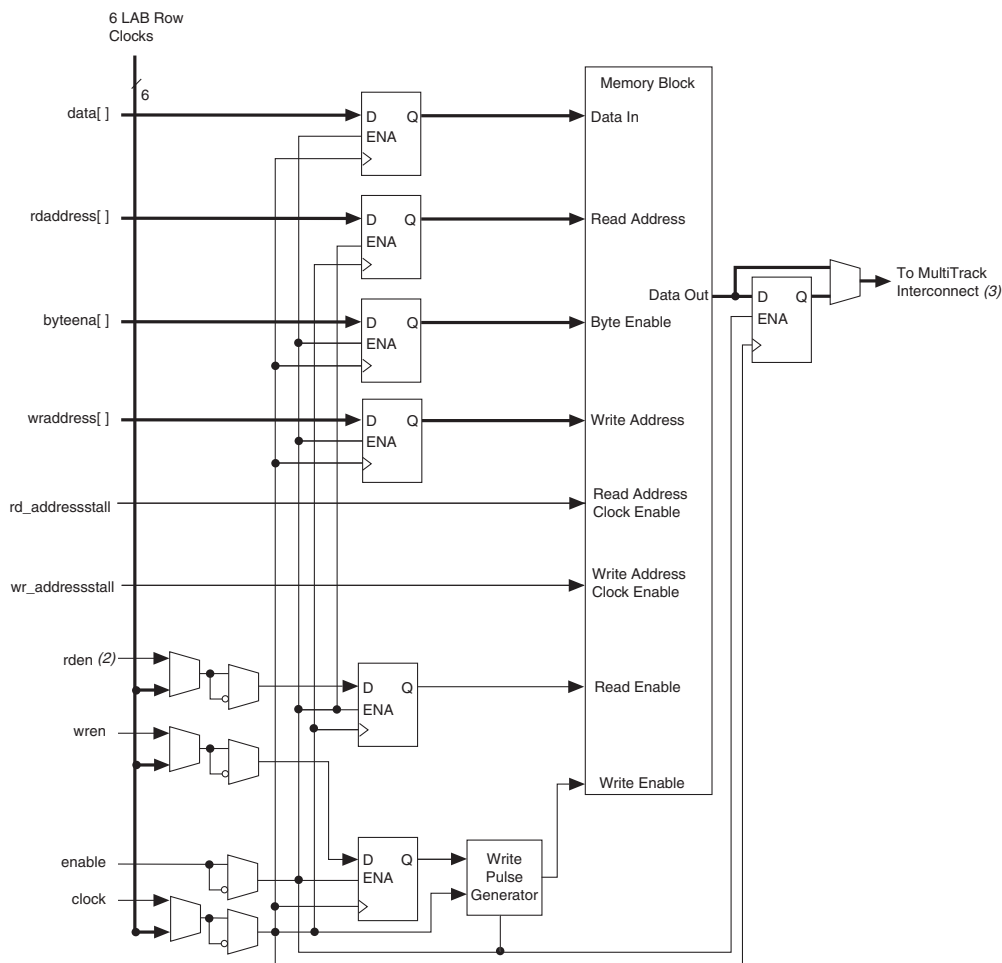 6 LAB Row
Clocks
6
Memory Block
data[ ]
D Q
ENA
Data In
rdaddress[ ]
D Q
ENA
Read Address
To MultiTrack
Interconnect (3)
Data Out
D Q
ENA
byteena[ ]
D Q
ENA
Byte Enable
wraddress[ ]
D Q
ENA
Write Address
rd_addressstall
Read Address
Clock Enable
wr_addressstall
Write Address
Clock Enable
rden (2)
D Q
ENA
Read Enable
wren
Write Enable
enable
D Q
ENA
Write
Pulse
Generator
clock